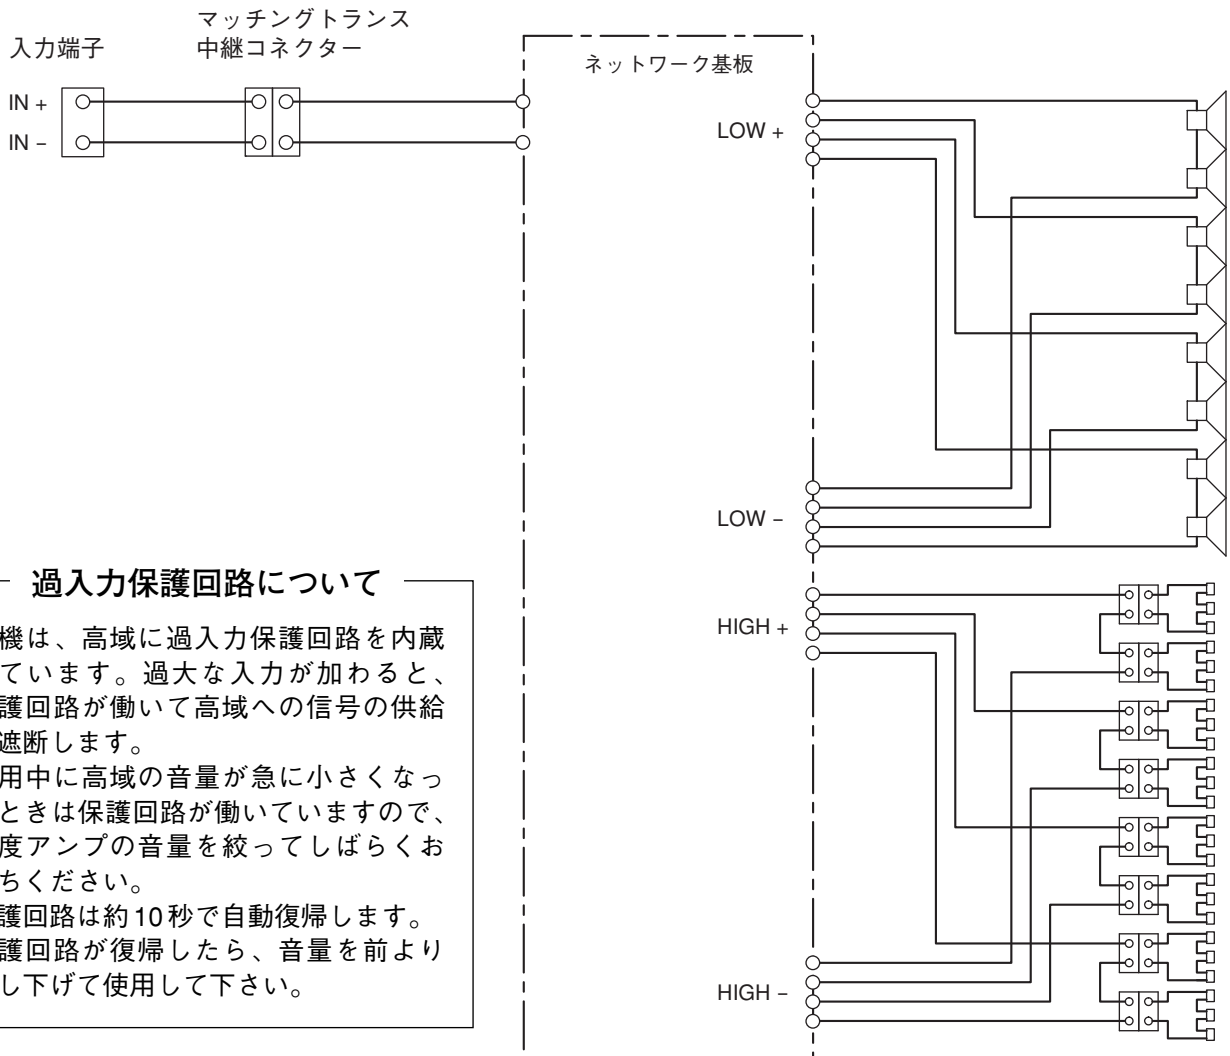 マッチングトランス
中継コネクター
入力端子
ネットワーク基板
IN +
IN −
LOW +
LOW −
HIGH +
HIGH −
過入力保護回路について
機は、高域に過入力保護回路を内蔵
ています。過大な入力が加わると、
護回路が働いて高域への信号の供給
遮断します。
用中に高域の音量が急に小さくなっ
ときは保護回路が働いていますので、
度アンプの音量を絞ってしばらくお
ちください。
護回路は約10秒で自動復帰します。
護回路が復帰したら、音量を前より
し下げて使用して下さい。